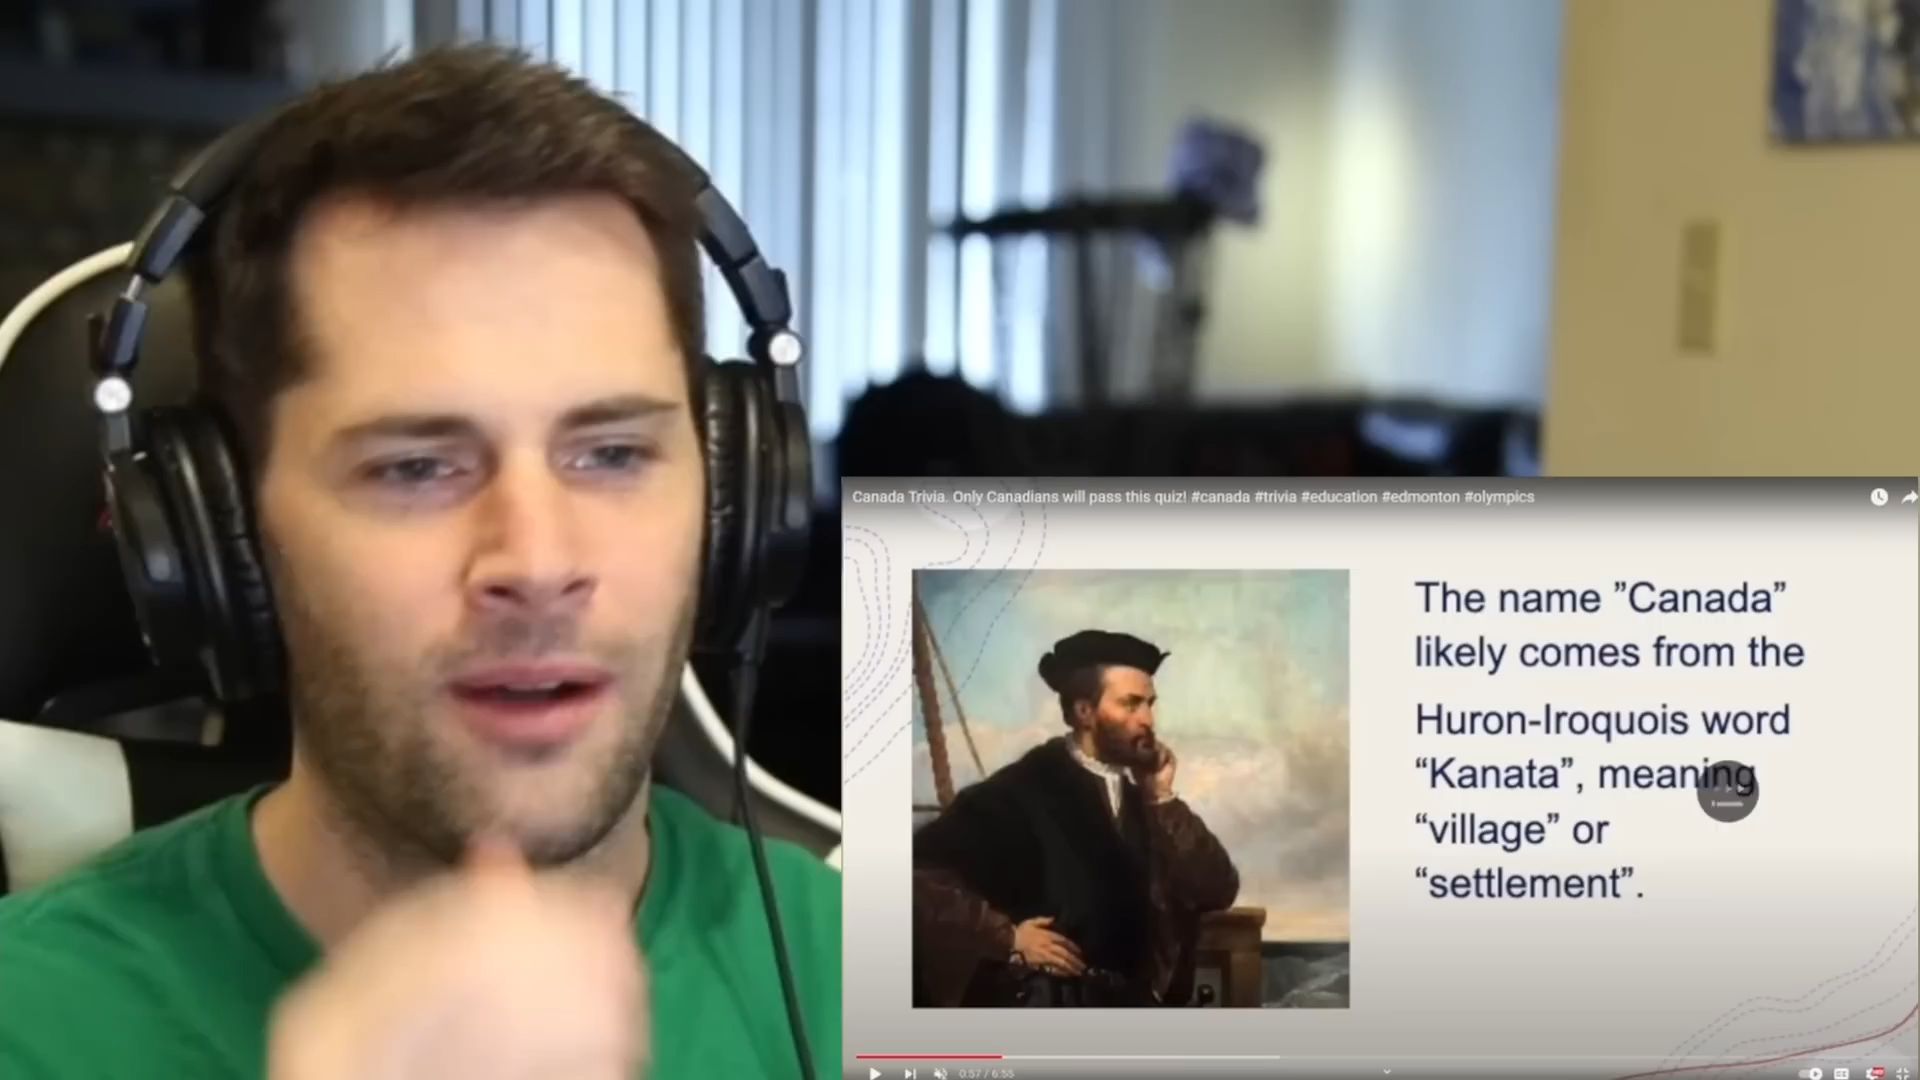 Canada Trivia. Only Canadians will pass this quiz! #canada #trivia #education #edmonton #olympics
The name ”Canada”
likely comes from the
Huron-Iroquois word
“Kanata”, meaning
“village” or
“settlement”.
0:57 / 6:55